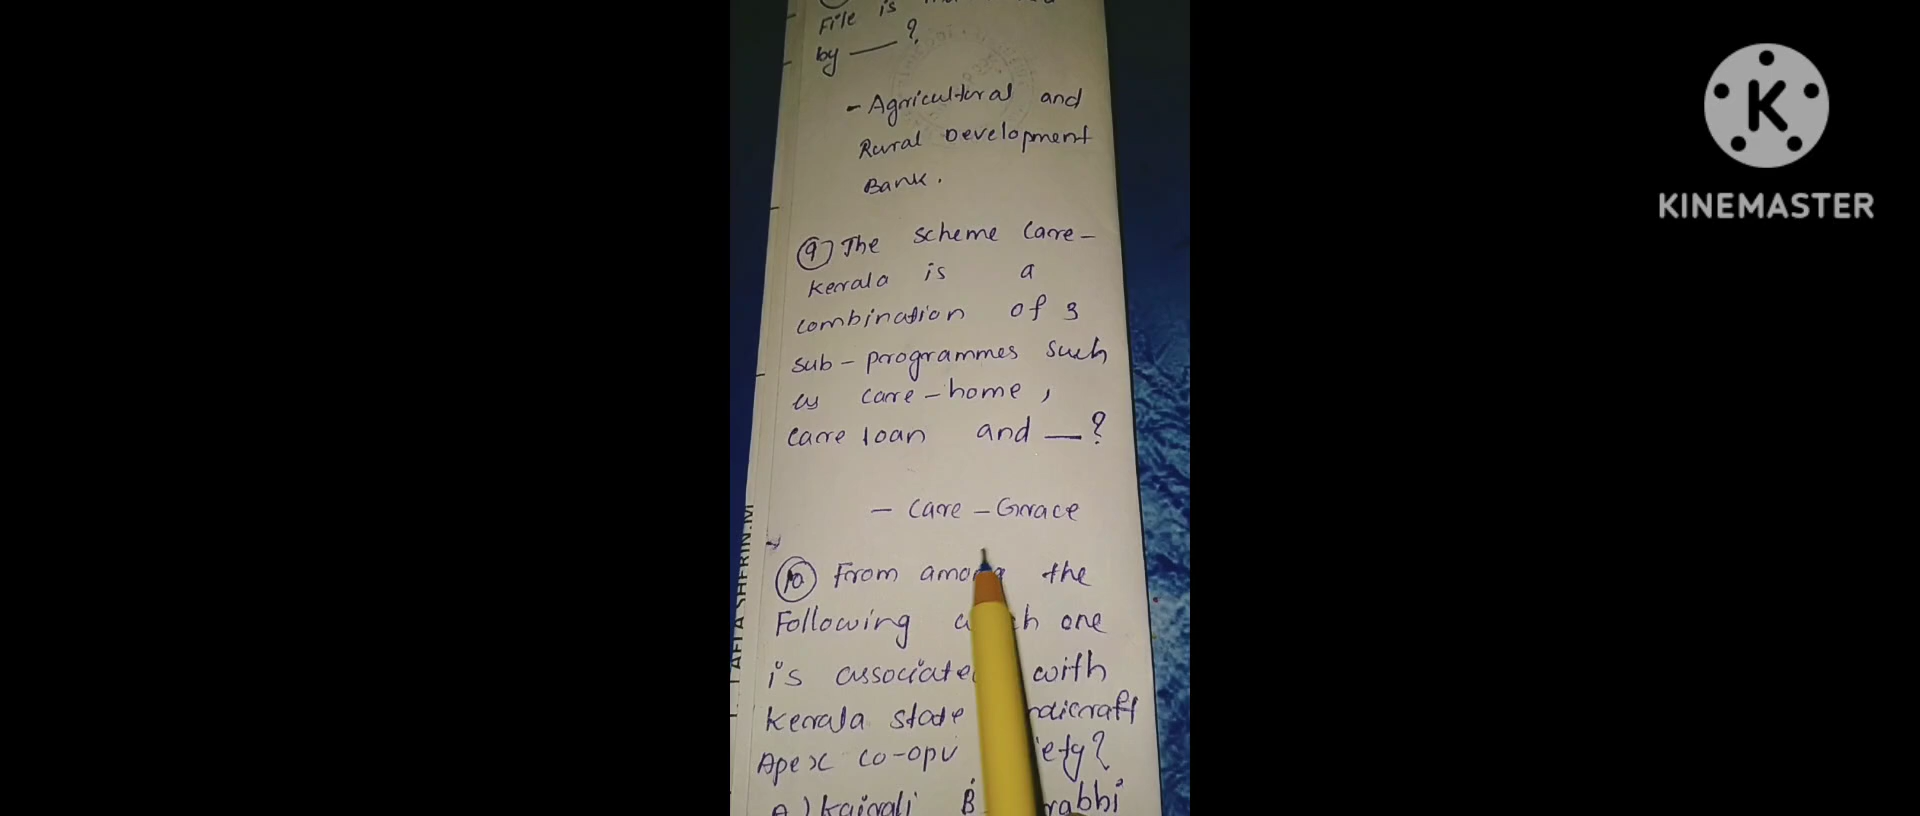 File is
by — ?
- Agricultural and
Rural Development
Bank.
9) The scheme Care-
Kerala is a
combination of 3
sub-programmes such
as care-home,
care loan and — ?
- Care-Grace
10) From among the
Following which one
is associated with
Kerala state Handicraft
Apex co-opv Society?
A) Kairali B. Surabhi
KINEMASTER